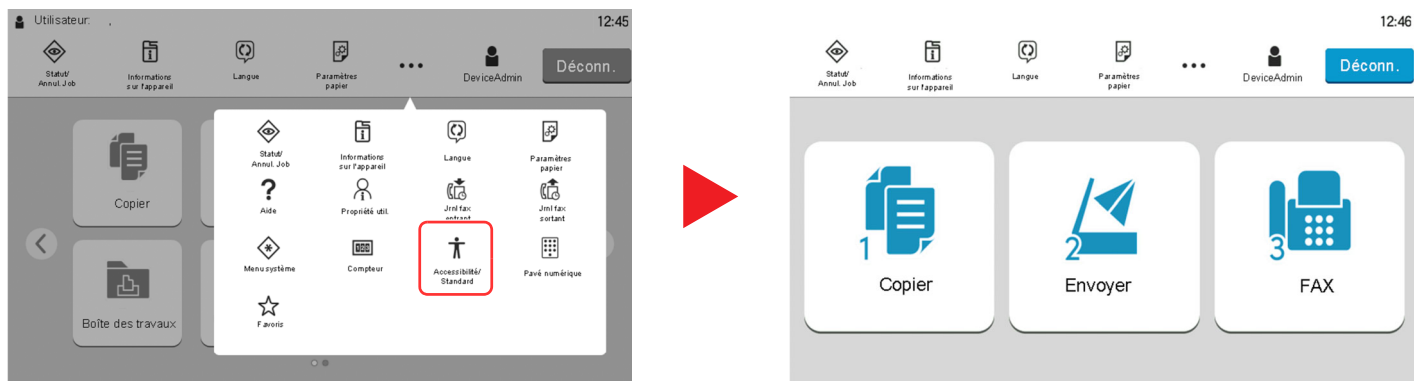 Utilisateur: ,
12:45
Statut/
Annul. Job
Informations
sur l'appareil
Langue
Paramètres
papier
DeviceAdmin
Déconn.
Copier
Boîte des travaux
Statut/
Annul. Job
Informations
sur l'appareil
Langue
Paramètres
papier
Aide
Propriété util.
Jrnl fax
entrant
Jrnl fax
sortant
Menu système
Compteur
Accessibilité/
Standard
Pavé numérique
Favoris
12:46
Statut/
Annul. Job
Informations
sur l'appareil
Langue
Paramètres
papier
DeviceAdmin
Déconn.
1
Copier
2
Envoyer
3
FAX